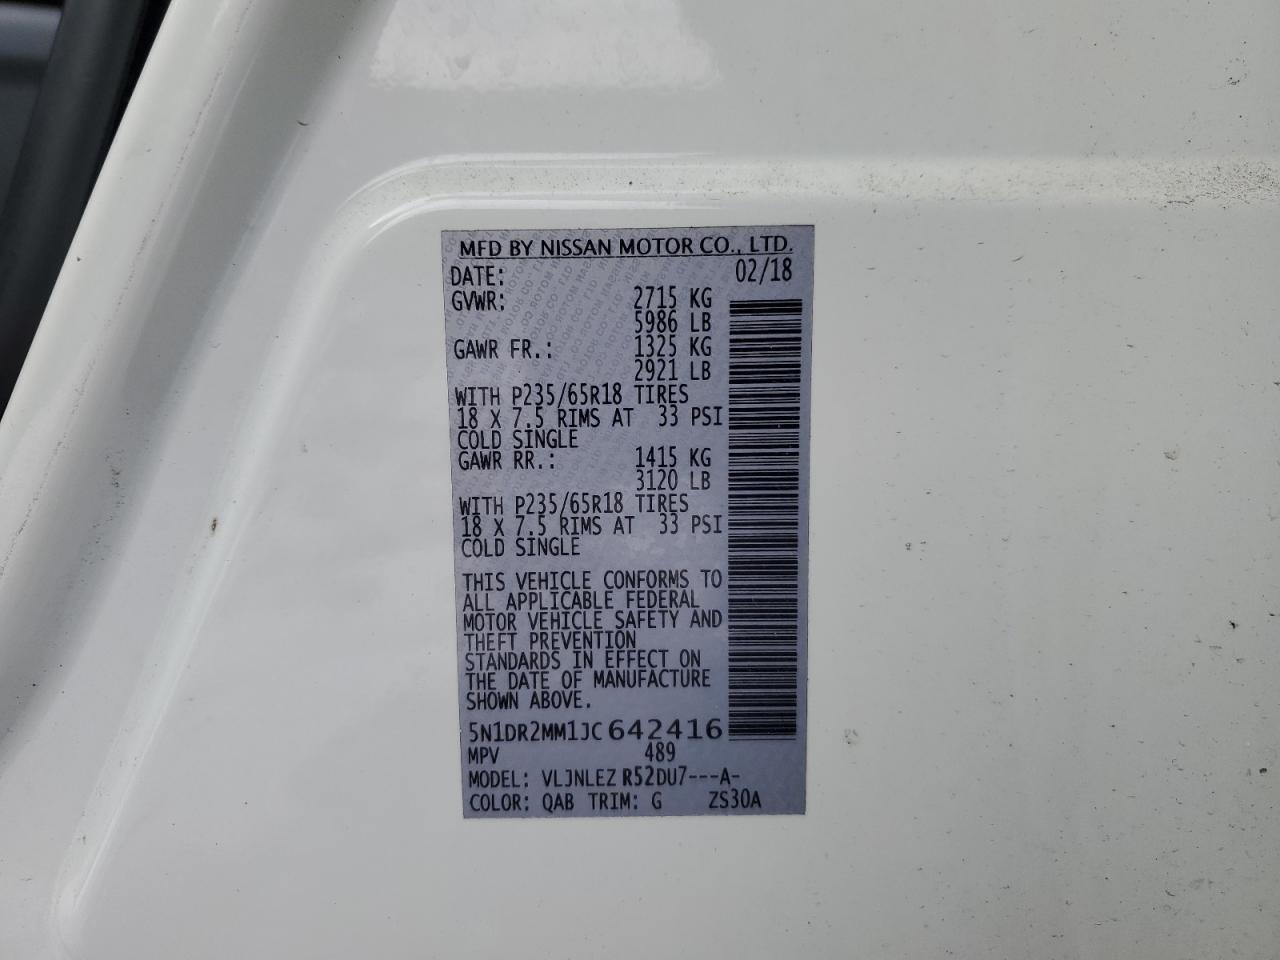 MFD BY NISSAN MOTOR CO., LTD.
DATE: 02/18
GVWR: 2715 KG
5986 LB
GAWR FR.: 1325 KG
2921 LB
WITH P235/65R18 TIRES
18 X 7.5 RIMS AT 33 PSI
COLD SINGLE
GAWR RR.: 1415 KG
3120 LB
WITH P235/65R18 TIRES
18 X 7.5 RIMS AT 33 PSI
COLD SINGLE
THIS VEHICLE CONFORMS TO
ALL APPLICABLE FEDERAL
MOTOR VEHICLE SAFETY AND
THEFT PREVENTION
STANDARDS IN EFFECT ON
THE DATE OF MANUFACTURE
SHOWN ABOVE.
5N1DR2MM1JC642416
MPV 489
MODEL: VLJNLEZ R52DU7---A-
COLOR: QAB TRIM: G ZS30A